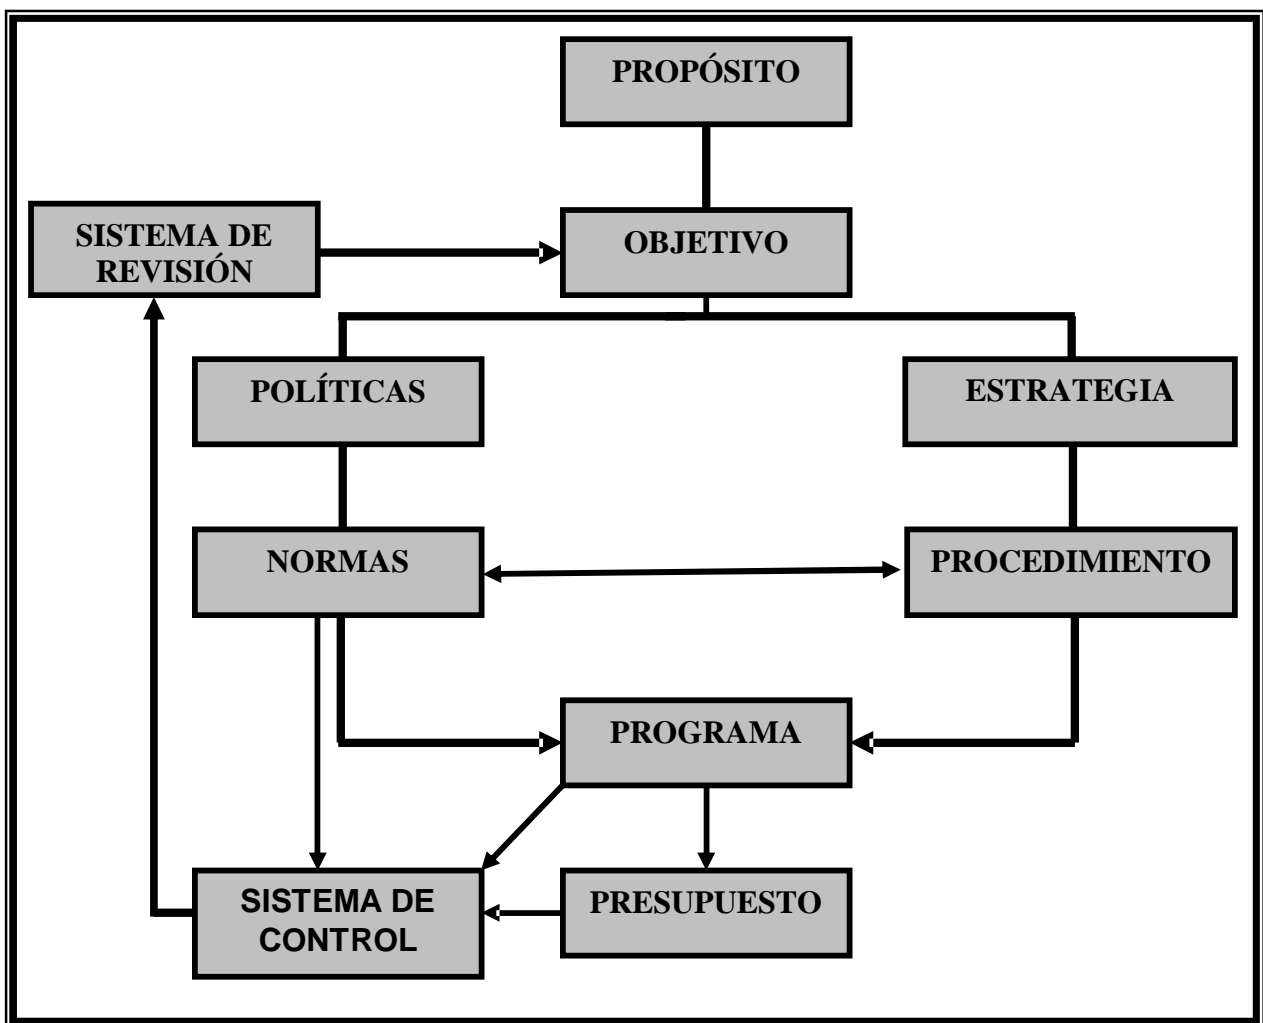 PROPÓSITO
SISTEMA DE
REVISIÓN
OBJETIVO
POLÍTICAS
ESTRATEGIA
NORMAS
PROCEDIMIENTO
PROGRAMA
SISTEMA DE
CONTROL
PRESUPUESTO